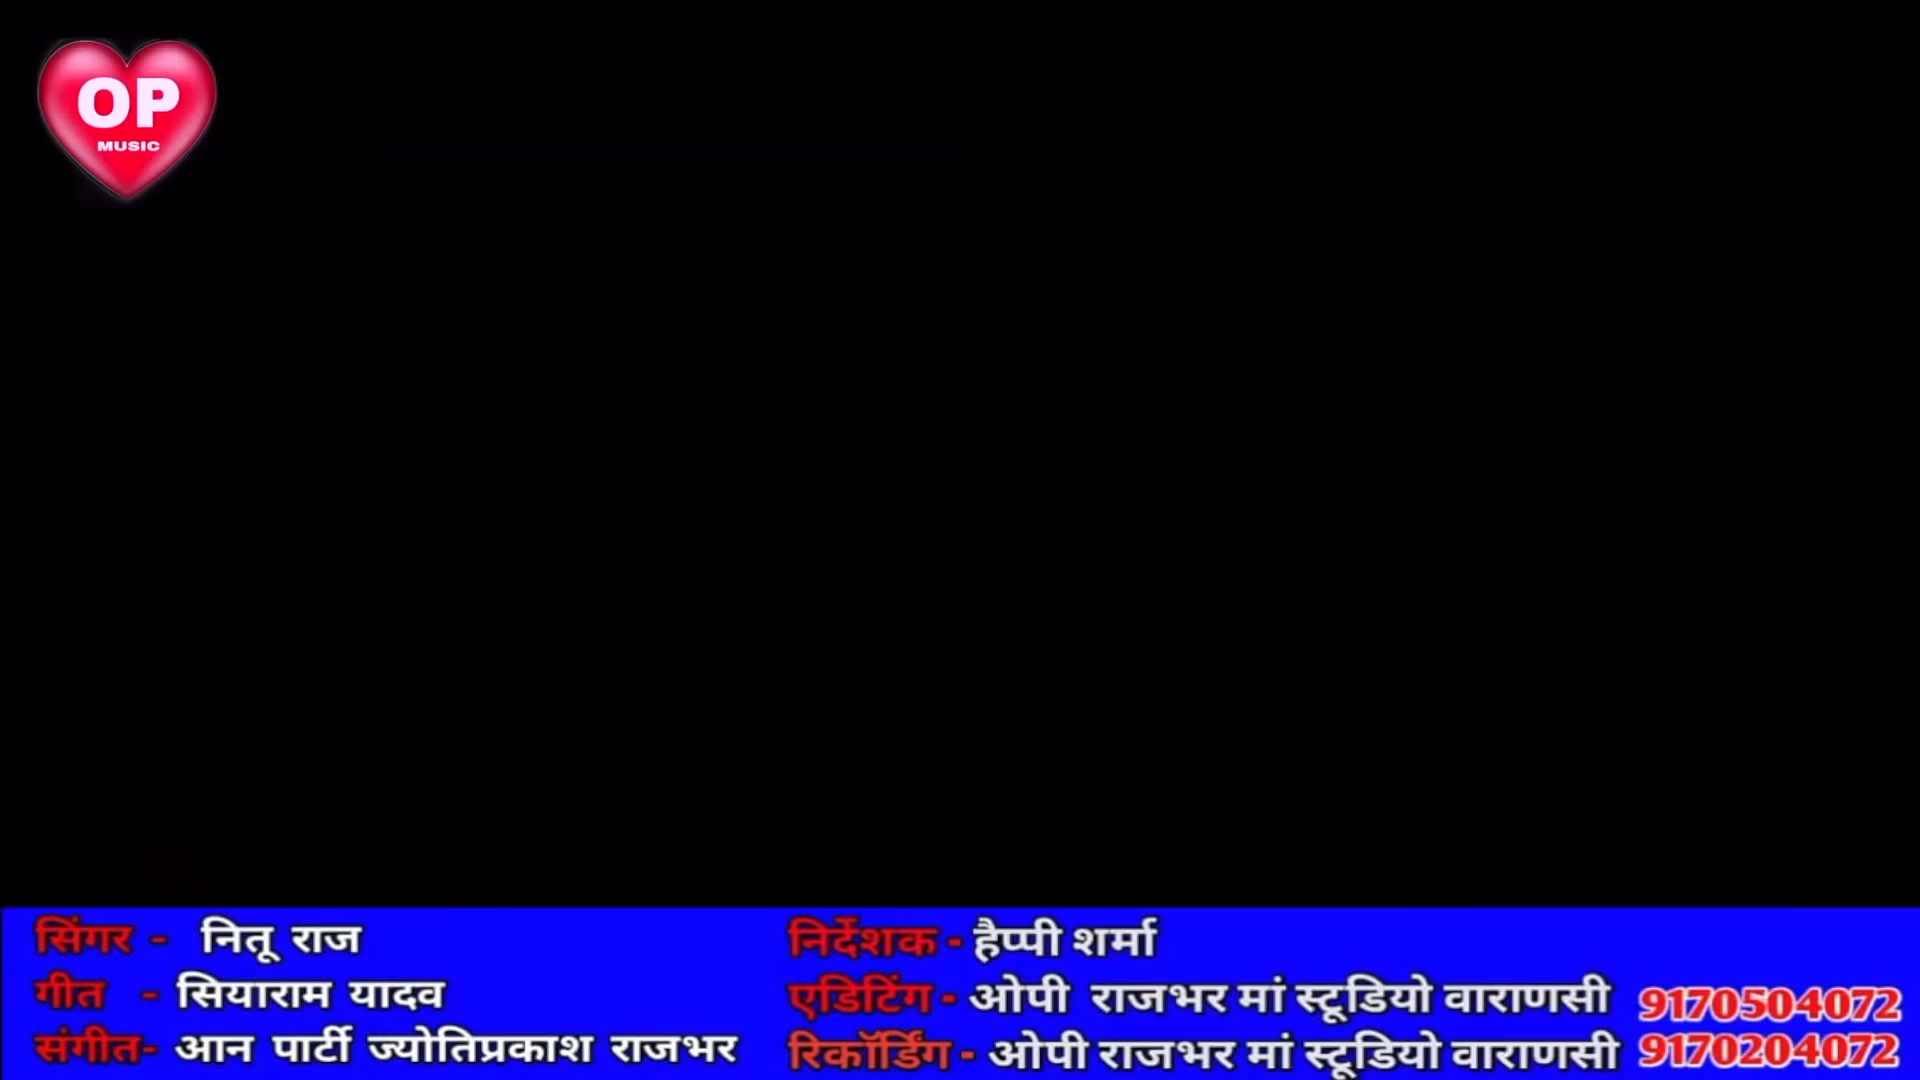 OP
MUSIC
सिंगर - नितू राज
गीत - सियाराम यादव
संगीत- आन पार्टी ज्योतिप्रकाश राजभर
निर्देशक - हैप्पी शर्मा
एडिटिंग - ओपी राजभर मां स्टूडियो वाराणसी 9170504072
रिकॉर्डिंग - ओपी राजभर मां स्टूडियो वाराणसी 9170204072